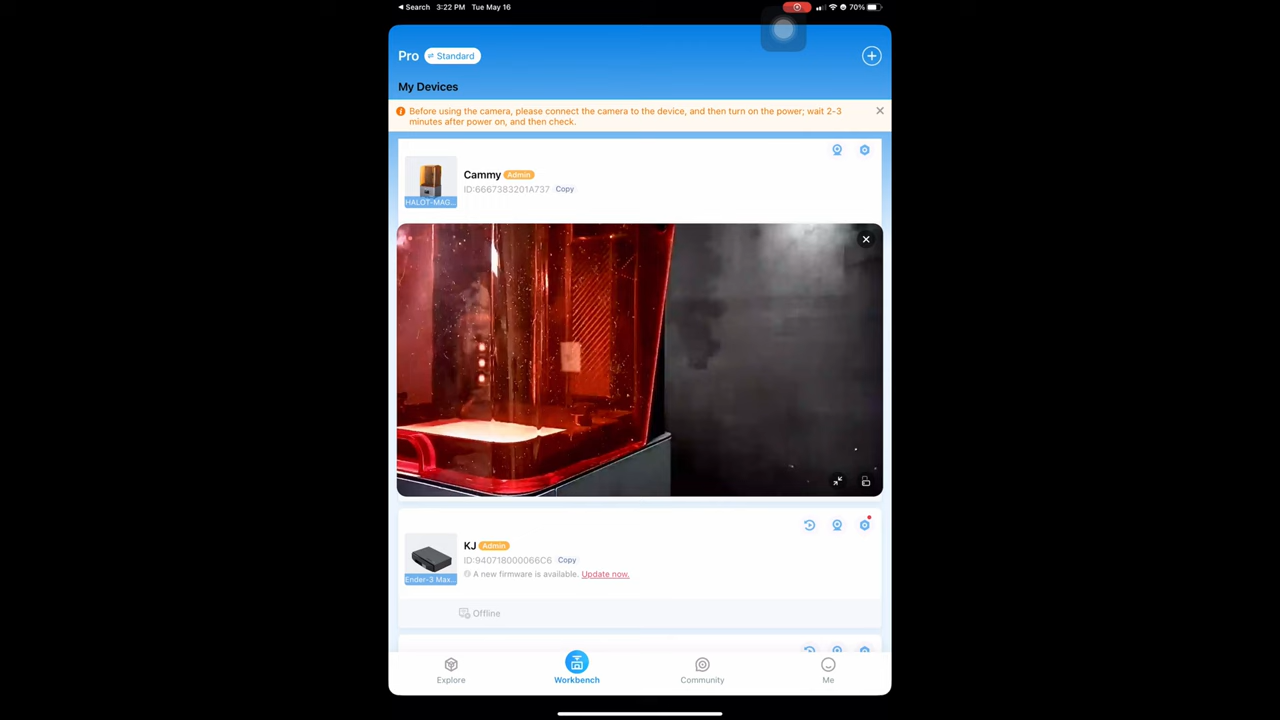 Search 3:22 PM Tue May 16 70%
Pro Standard
My Devices
Before using the camera, please connect the camera to the device, and then turn on the power; wait 2-3
minutes after power on, and then check.
Cammy Admin
ID:6667383201A737 Copy
HALOT-MAG...
KJ Admin
ID:940718000066C6 Copy
A new firmware is available. Update now.
Ender-3 Max...
Offline
Explore Workbench Community Me